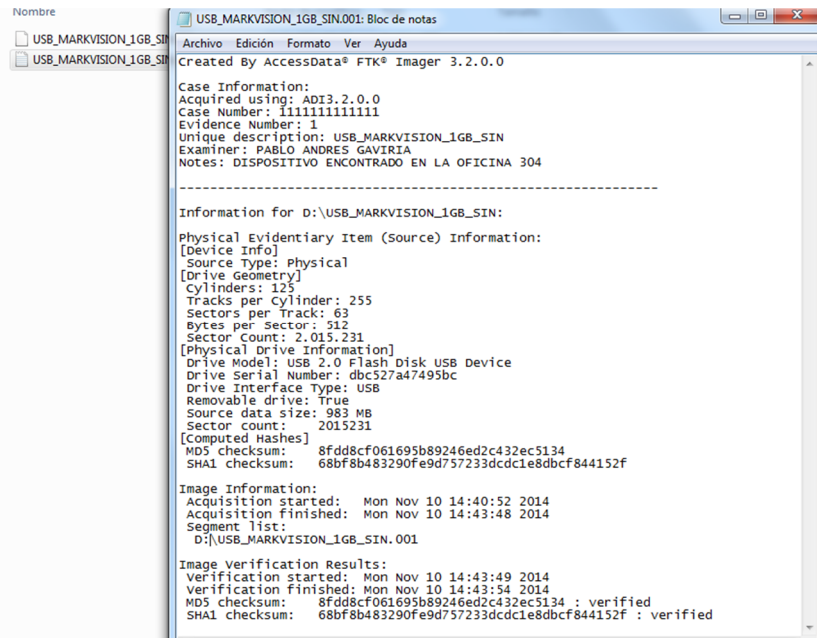 Nombre
USB_MARKVISION_1GB_SIN
USB_MARKVISION_1GB_SIN
USB_MARKVISION_1GB_SIN.001: Bloc de notas
Archivo Edición Formato Ver Ayuda
Created By AccessData® FTK® Imager 3.2.0.0
Case Information:
Acquired using: ADI3.2.0.0
Case Number: 1111111111111
Evidence Number: 1
Unique description: USB_MARKVISION_1GB_SIN
Examiner: PABLO ANDRES GAVIRIA
Notes: DISPOSITIVO ENCONTRADO EN LA OFICINA 304
--------------------------------------------------------------
Information for D:\USB_MARKVISION_1GB_SIN:
Physical Evidentiary Item (Source) Information:
[Device Info]
Source Type: Physical
[Drive Geometry]
Cylinders: 125
Tracks per Cylinder: 255
Sectors per Track: 63
Bytes per Sector: 512
Sector Count: 2.015.231
[Physical Drive Information]
Drive Model: USB 2.0 Flash Disk USB Device
Drive Serial Number: dbc527a47495bc
Drive Interface Type: USB
Removable drive: True
Source data size: 983 MB
Sector count: 2015231
[Computed Hashes]
MD5 checksum: 8fdd8cf061695b89246ed2c432ec5134
SHA1 checksum: 68bf8b483290fe9d757233dcdc1e8dbcf844152f
Image Information:
Acquisition started: Mon Nov 10 14:40:52 2014
Acquisition finished: Mon Nov 10 14:43:48 2014
Segment list:
D:\USB_MARKVISION_1GB_SIN.001
Image Verification Results:
Verification started: Mon Nov 10 14:43:49 2014
Verification finished: Mon Nov 10 14:43:54 2014
MD5 checksum: 8fdd8cf061695b89246ed2c432ec5134 : verified
SHA1 checksum: 68bf8b483290fe9d757233dcdc1e8dbcf844152f : verified